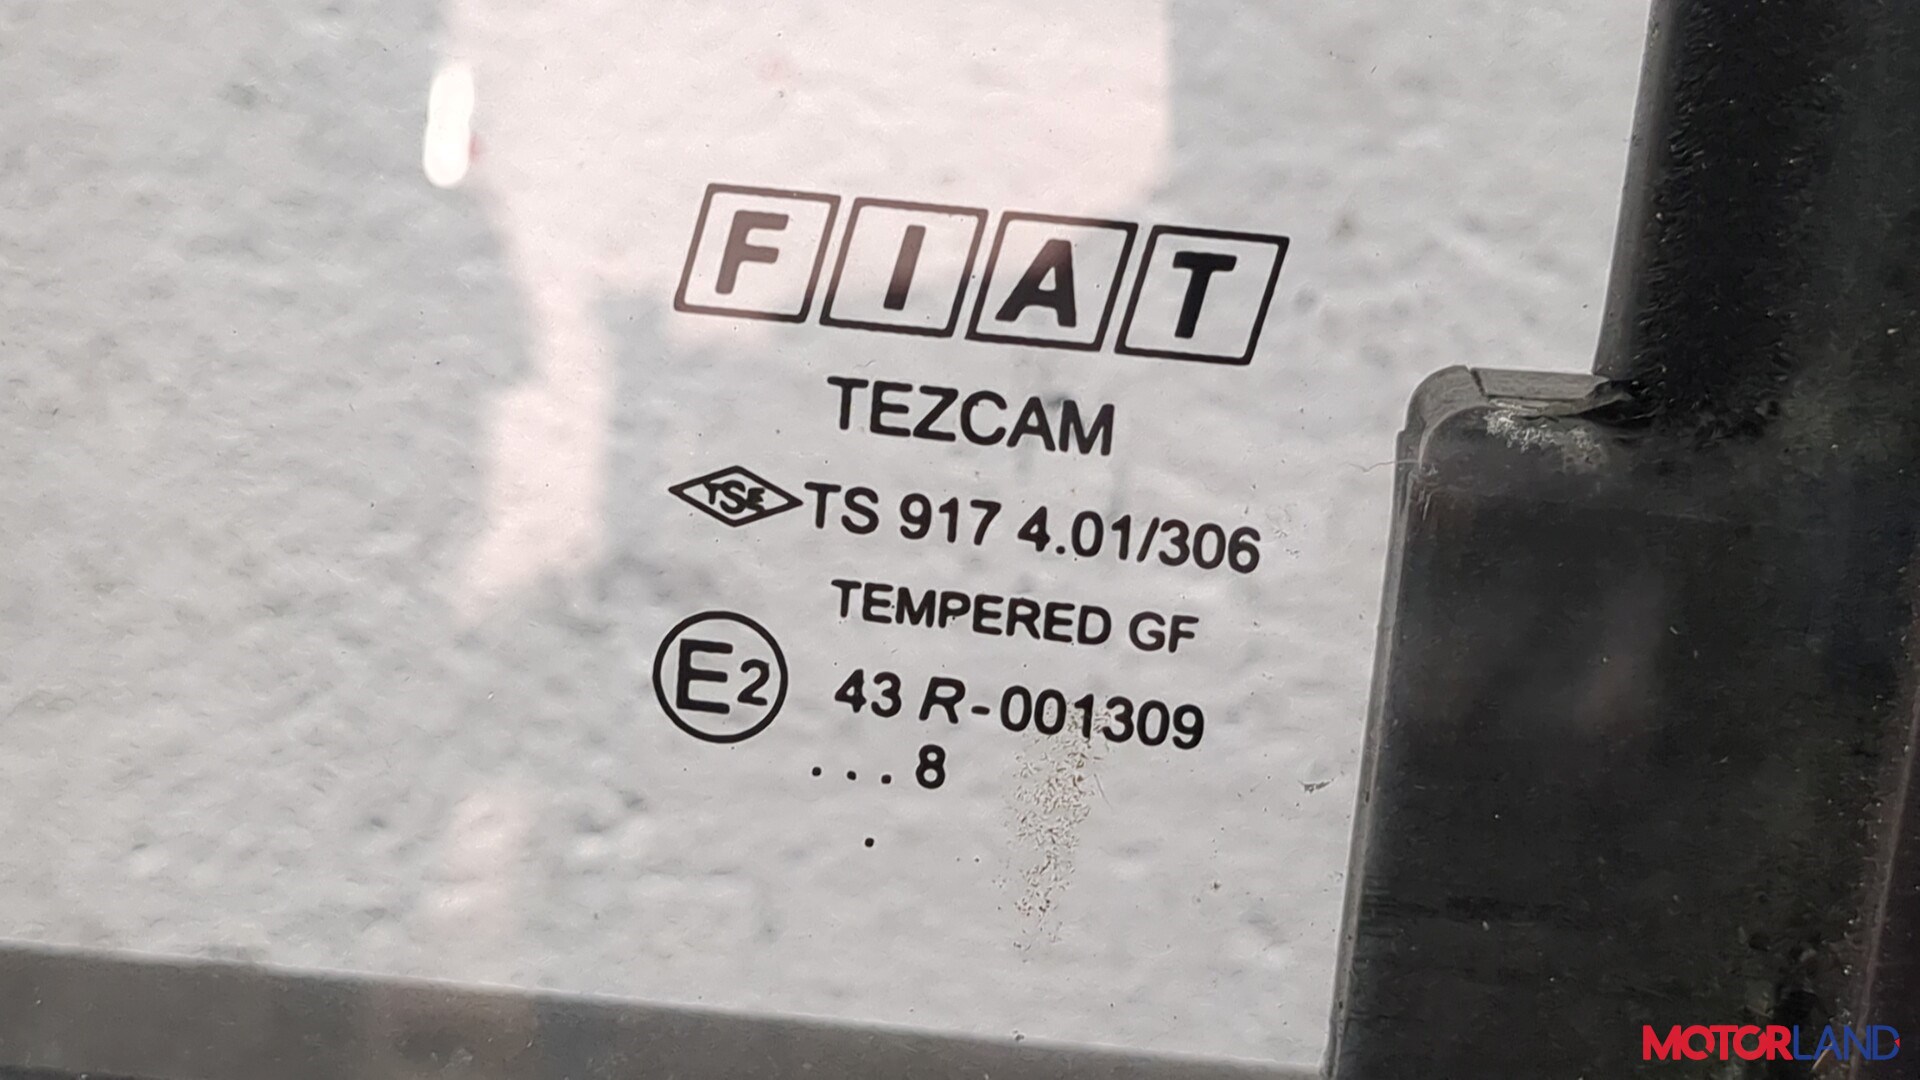 FIAT
TEZCAM
TSE TS 917 4.01/306
TEMPERED GF
E2 43 R-001309
...8
.
MOTORLAND